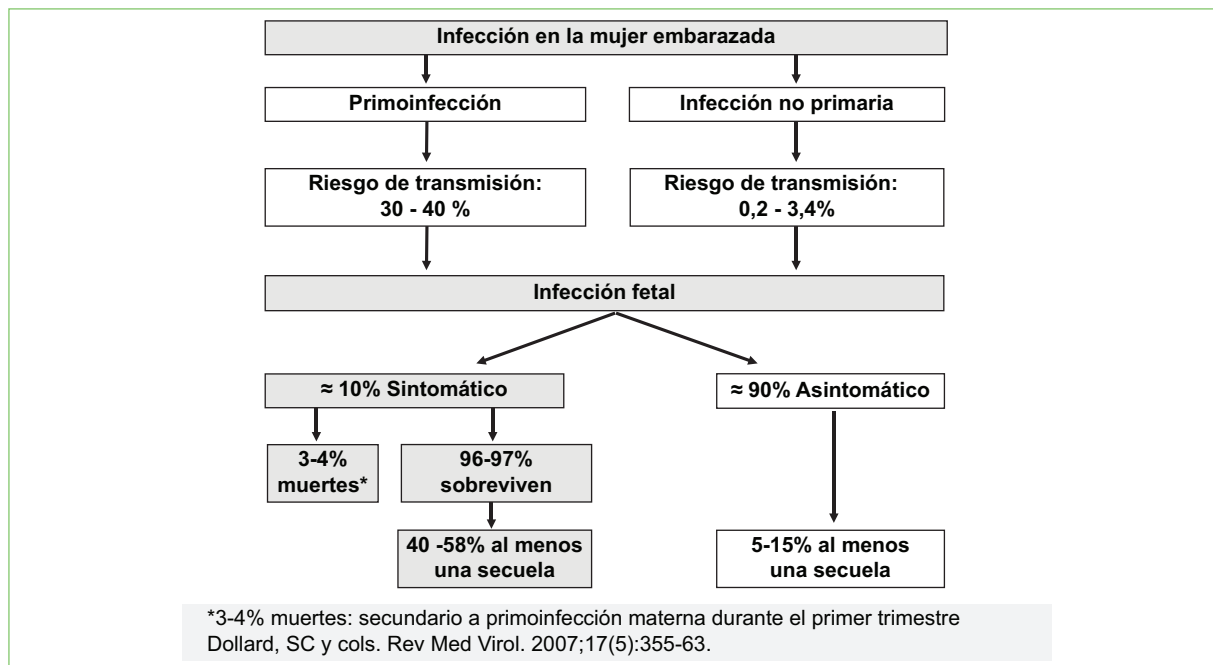 Infección en la mujer embarazada
Primoinfección
Infección no primaria
Riesgo de transmisión:
30 - 40 %
Riesgo de transmisión:
0,2 - 3,4%
Infección fetal
≈ 10% Sintomático
≈ 90% Asintomático
3-4%
muertes*
96-97%
sobreviven
40 -58% al menos
una secuela
5-15% al menos
una secuela
*3-4% muertes: secundario a primoinfección materna durante el primer trimestre
Dollard, SC y cols. Rev Med Virol. 2007;17(5):355-63.